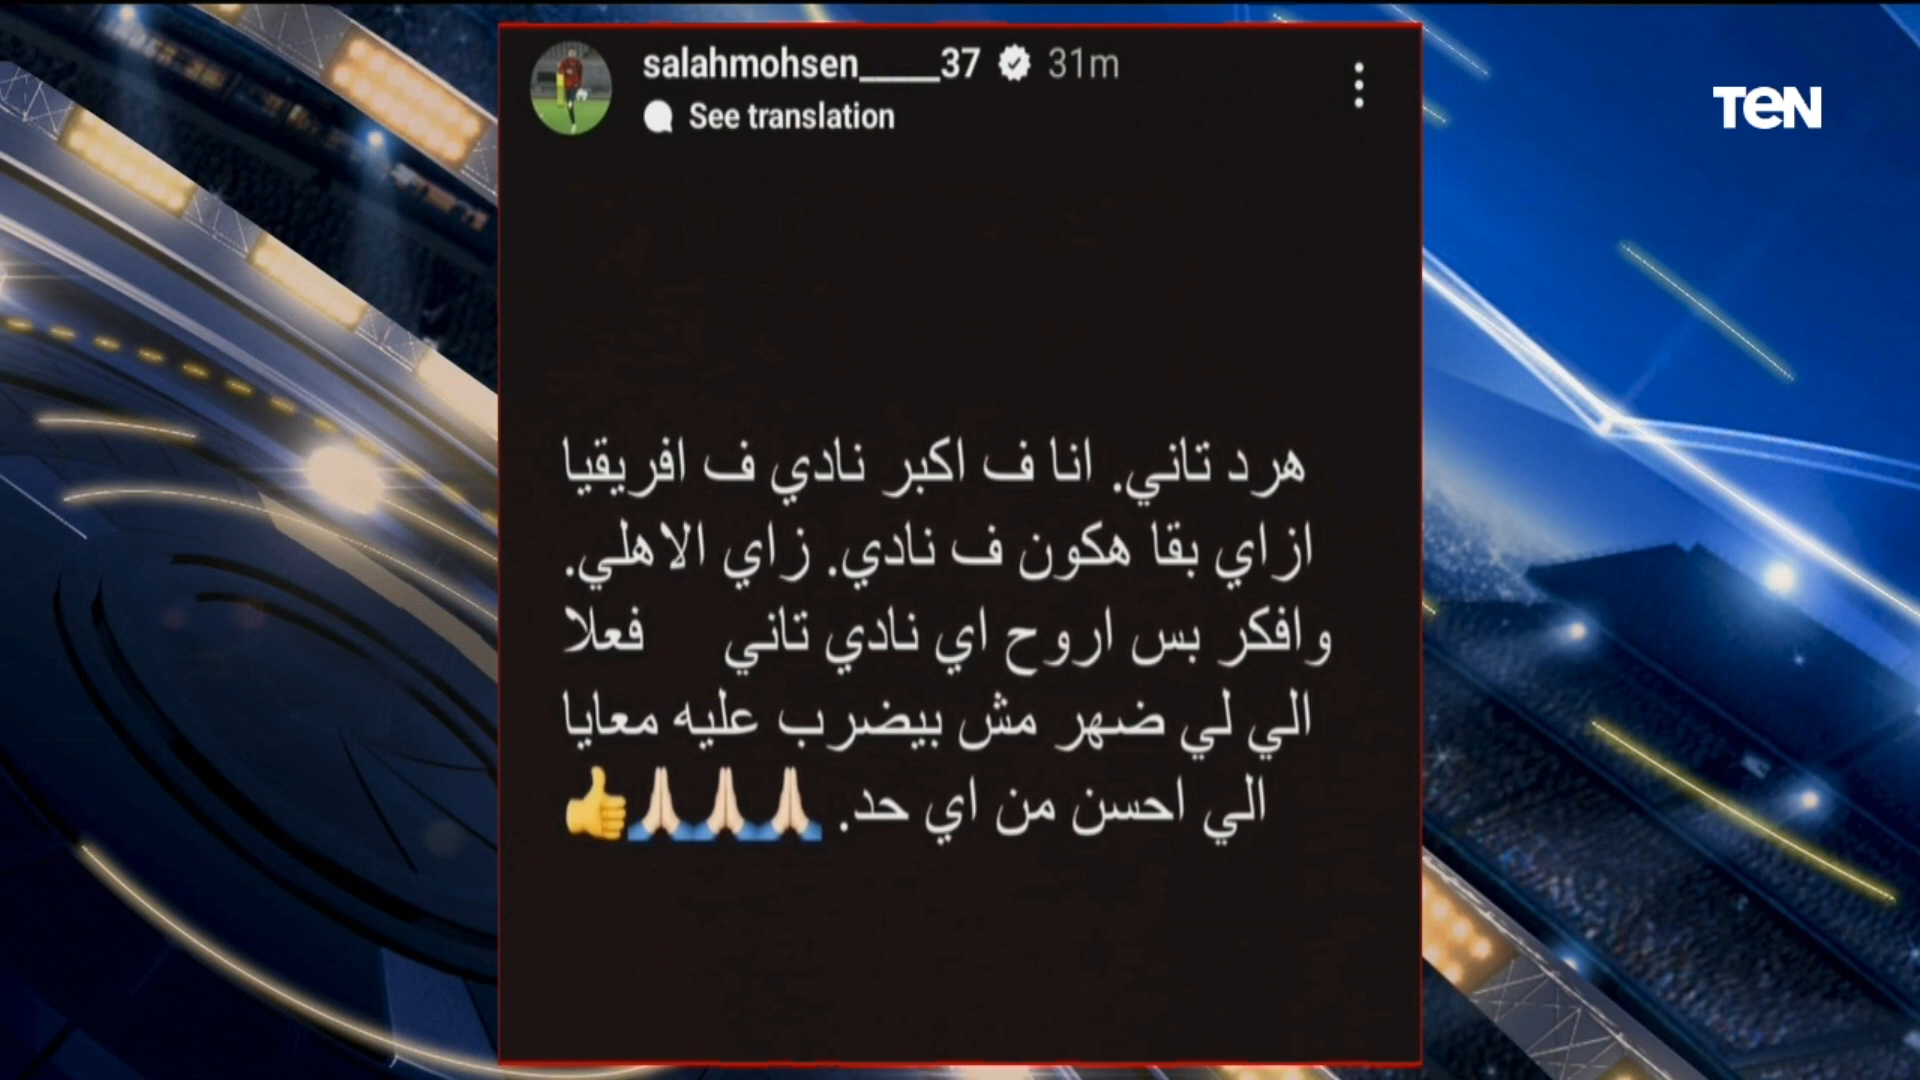 salahmohsen_____37 31m
See translation
TEN
هرد تاني. انا ف اكبر نادي ف افريقيا
ازاي بقا هكون ف نادي. زاي الاهلي.
وافكر بس اروح اي نادي تاني فعلا
الي لي ضهر مش بيضرب عليه معايا
الي احسن من اي حد. 🙏🏻🙏🏻🙏🏻👍